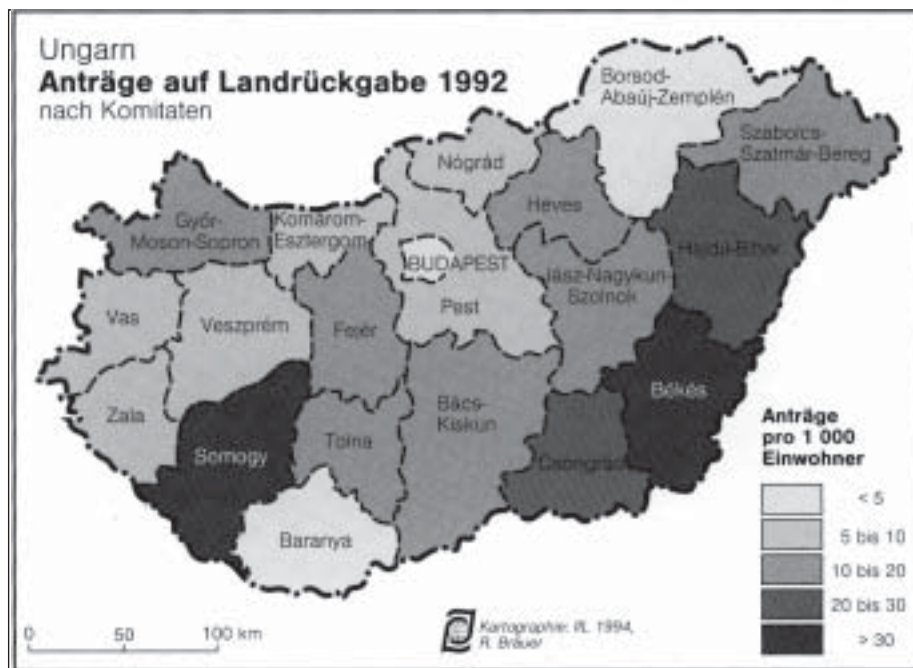 Ungarn
Anträge auf Landrückgabe 1992
nach Komitaten
Borsod-
Abaúj-Zemplén
Szabolcs-
Szatmár-Bereg
Nógrád
Heves
Győr-
Moson-Sopron
Komárom-
Esztergom
Hajdú-Bihar
BUDAPEST
Jász-Nagykun-
Szolnok
Pest
Vas
Veszprém
Fejér
Békés
Zala
Bács-
Kiskun
Somogy
Tolna
Csongrád
Baranya
Anträge
pro 1 000
Einwohner
< 5
5 bis 10
10 bis 20
20 bis 30
> 30
0
50
100 km
Kartographie: IfL 1994,
R. Bräuer